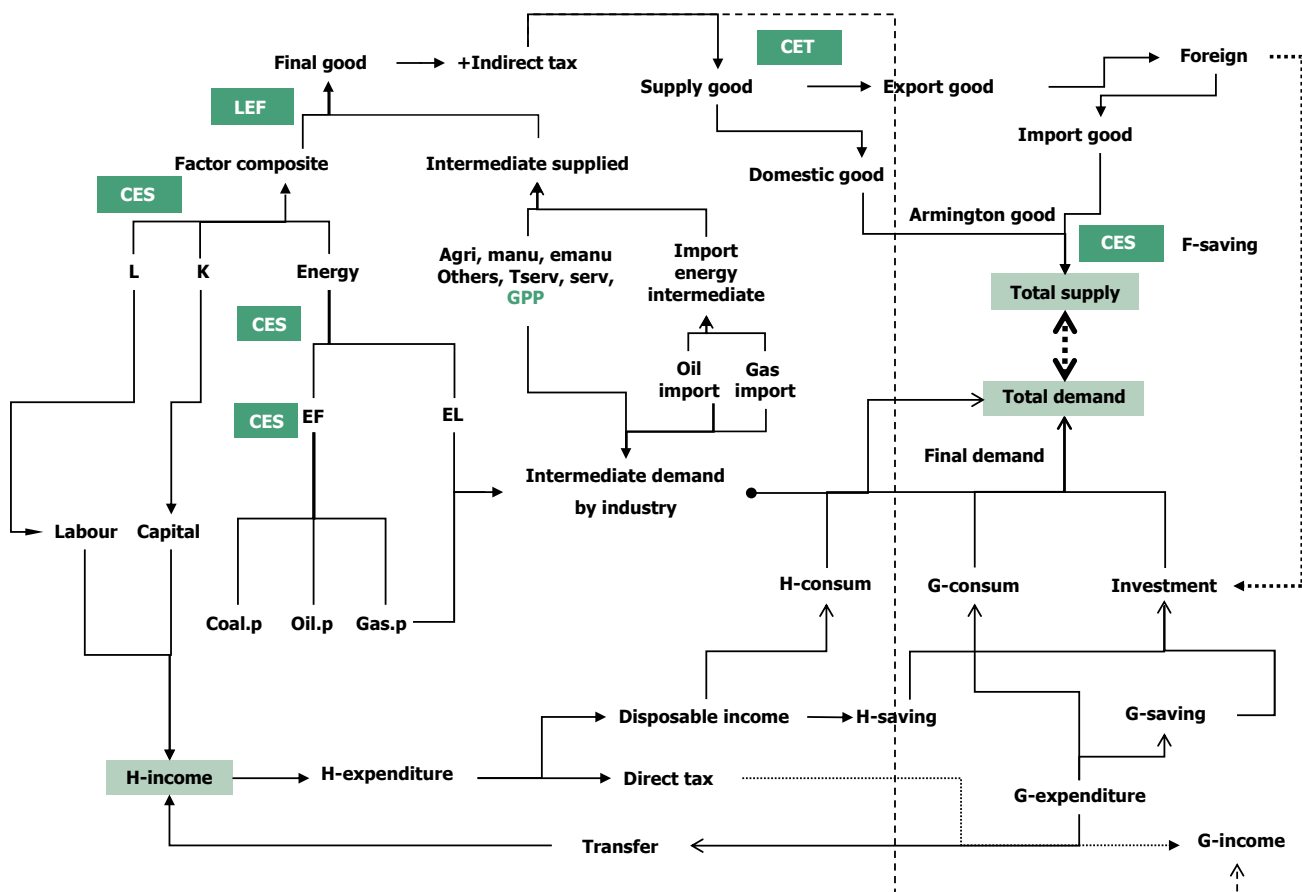 CET
Final good
+Indirect tax
Foreign
Supply good
Export good
LEF
Import good
Factor composite
Intermediate supplied
Domestic good
CES
Armington good
Agri, manu, emanu
Others, Tserv, serv,
GPP
Import
energy
intermediate
CES
F-saving
L
K
Energy
Total supply
CES
Oil
import
Gas
import
Total demand
CES
EF
EL
Final demand
Intermediate demand
by industry
Labour
Capital
H-consum
G-consum
Investment
Coal.p
Oil.p
Gas.p
Disposable income
H-saving
G-saving
H-income
H-expenditure
Direct tax
G-expenditure
Transfer
G-income